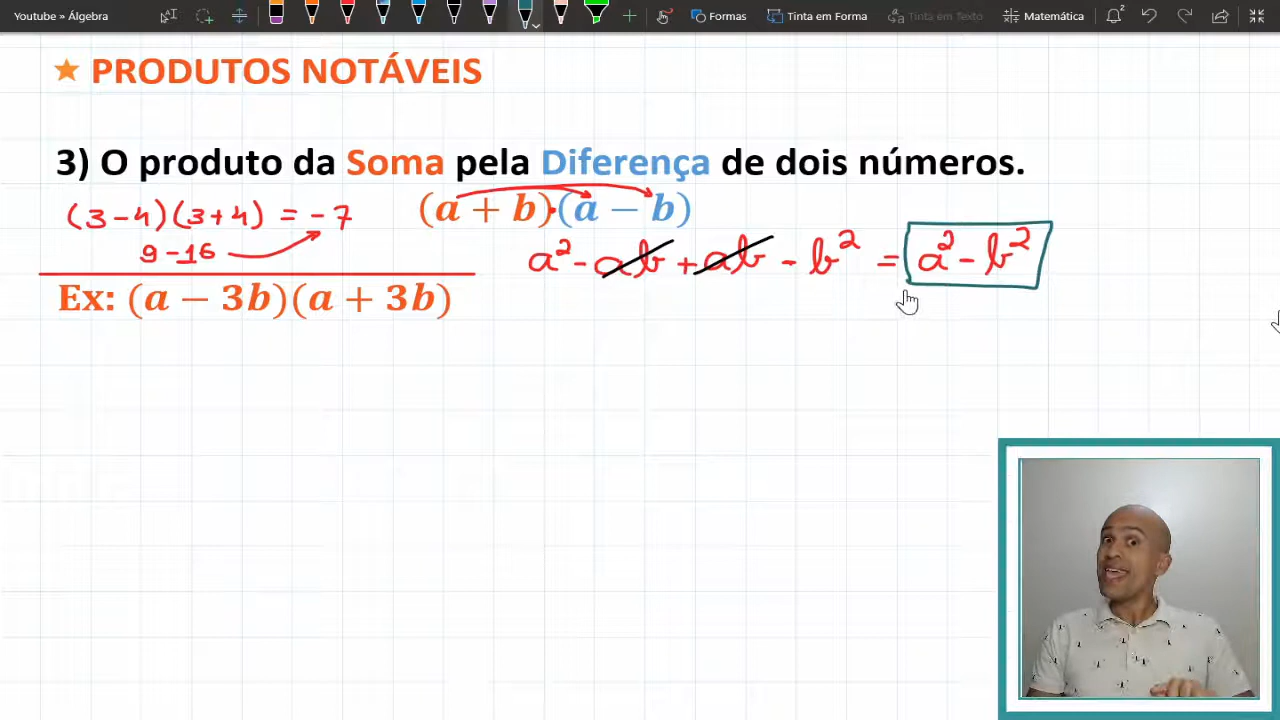 Youtube » Álgebra Formas Tinta em Forma Tinta em Texto Matemática 2
PRODUTOS NOTÁVEIS
3) O produto da Soma pela Diferença de dois números.
(3-4)(3+4) = -7
(a + b)·(a − b)
9-16
a² - ab + ab - b² = a² - b²
Ex: (a − 3b)(a + 3b)